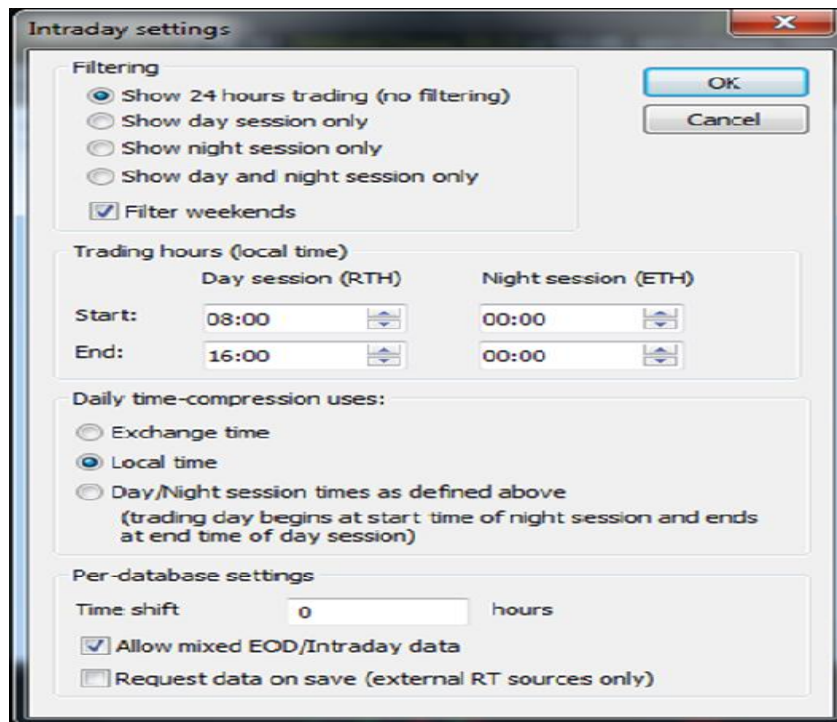 Intraday settings
Filtering
Show 24 hours trading (no filtering)
Show day session only
Show night session only
Show day and night session only
Filter weekends
OK
Cancel
Trading hours (local time)
Day session (RTH) Night session (ETH)
Start: 08:00 00:00
End: 16:00 00:00
Daily time-compression uses:
Exchange time
Local time
Day/Night session times as defined above
(trading day begins at start time of night session and ends
at end time of day session)
Per-database settings
Time shift 0 hours
Allow mixed EOD/Intraday data
Request data on save (external RT sources only)